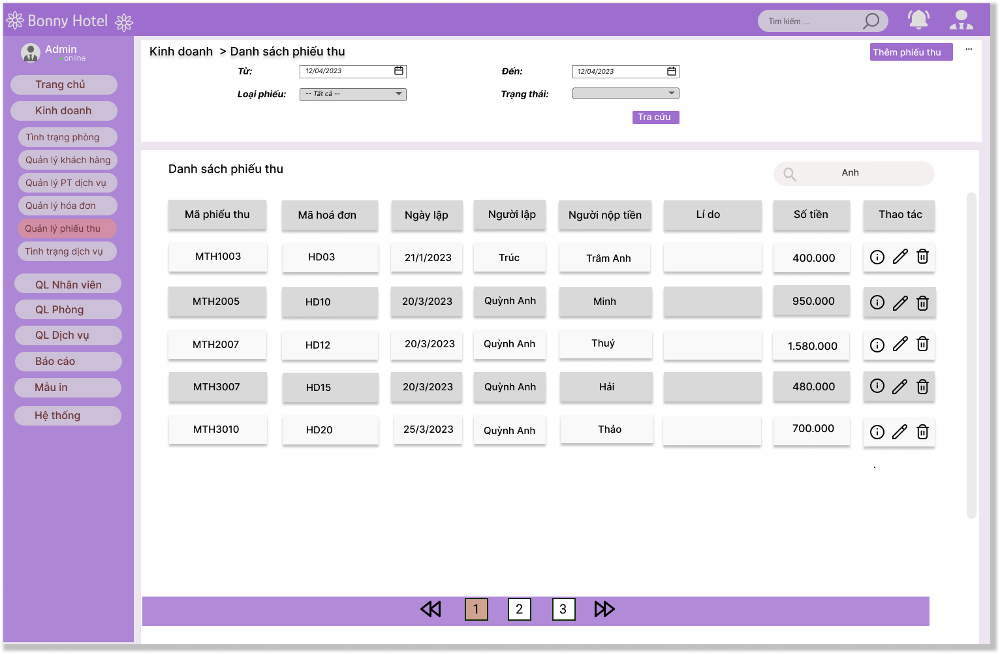 Bonny Hotel
Tìm kiếm ....
Admin
online
Trang chủ
Kinh doanh
Tình trạng phòng
Quản lý khách hàng
Quản lý PT dịch vụ
Quản lý hóa đơn
Quản lý phiếu thu
Tình trạng dịch vụ
QL Nhân viên
QL Phòng
QL Dịch vụ
Báo cáo
Mẫu in
Hệ thống
Kinh doanh > Danh sách phiếu thu
Thêm phiếu thu ...
Từ: 12/04/2023 Đến: 12/04/2023
Loại phiếu: -- Tất cả -- Trạng thái:
Tra cứu
Danh sách phiếu thu
Anh
Mã phiếu thu Mã hoá đơn Ngày lập Người lập Người nộp tiền Lí do Số tiền Thao tác
MTH1003 HD03 21/1/2023 Trúc Trâm Anh 400.000
MTH2005 HD10 20/3/2023 Quỳnh Anh Minh 950.000
MTH2007 HD12 20/3/2023 Quỳnh Anh Thuý 1.580.000
MTH3007 HD15 20/3/2023 Quỳnh Anh Hải 480.000
MTH3010 HD20 25/3/2023 Quỳnh Anh Thảo 700.000
.
1 2 3